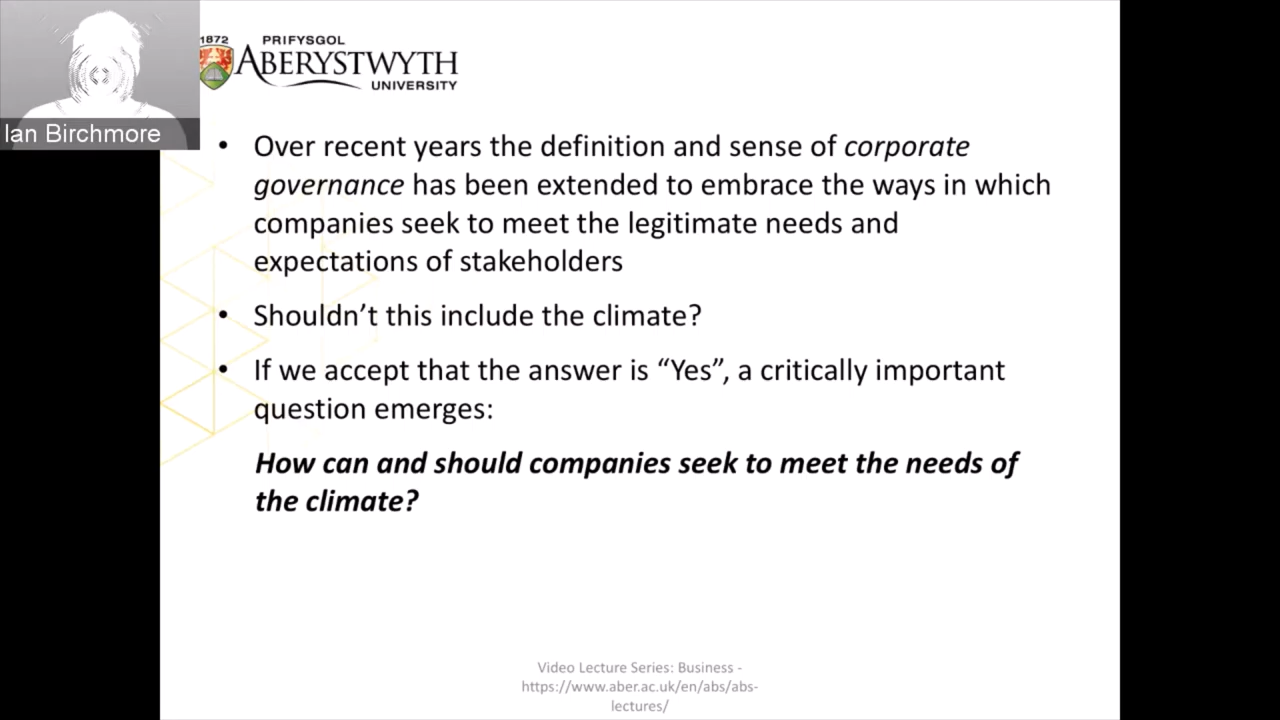 1872 PRIFYSGOL
ABERYSTWYTH
UNIVERSITY
Ian Birchmore
• Over recent years the definition and sense of corporate
governance has been extended to embrace the ways in which
companies seek to meet the legitimate needs and
expectations of stakeholders
• Shouldn’t this include the climate?
• If we accept that the answer is “Yes”, a critically important
question emerges:
How can and should companies seek to meet the needs of
the climate?
Video Lecture Series: Business -
https://www.aber.ac.uk/en/abs/abs-
lectures/